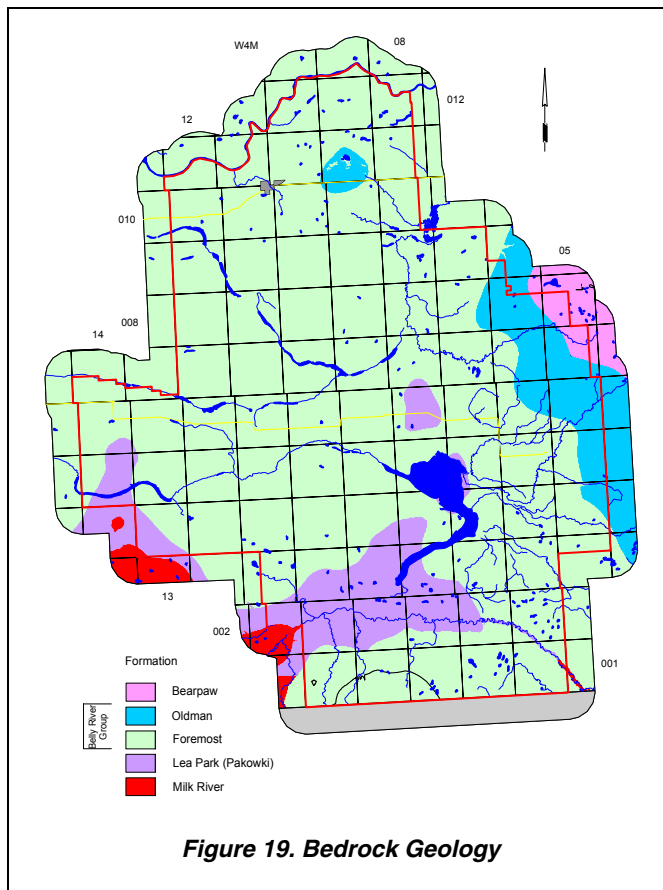 W4M
08
012
12
010
05
008
14
13
002
001
Formation
Bearpaw
Oldman
Foremost
Lea Park (Pakowki)
Milk River
Belly River
Group
Figure 19. Bedrock Geology